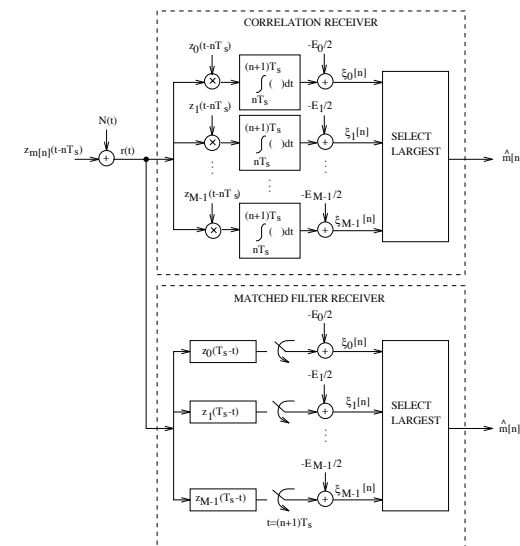 CORRELATION RECEIVER
z0(t-nTs)
-E0/2
(n+1)Ts
∫ ( )dt
nTs
ξ0[n]
×
+
z1(t-nTs)
-E1/2
(n+1)Ts
∫ ( )dt
nTs
ξ1[n]
×
+
SELECT
LARGEST
N(t)
zm[n](t-nTs)
+
r(t)
m̂[n
zM-1(t-nTs)
-EM-1/2
(n+1)Ts
∫ ( )dt
nTs
ξM-1[n]
×
+
MATCHED FILTER RECEIVER
-E0/2
z0(Ts-t)
+
ξ0[n]
-E1/2
z1(Ts-t)
+
ξ1[n]
SELECT
LARGEST
m̂[n]
-EM-1/2
zM-1(Ts-t)
+
ξM-1[n]
t=(n+1)Ts